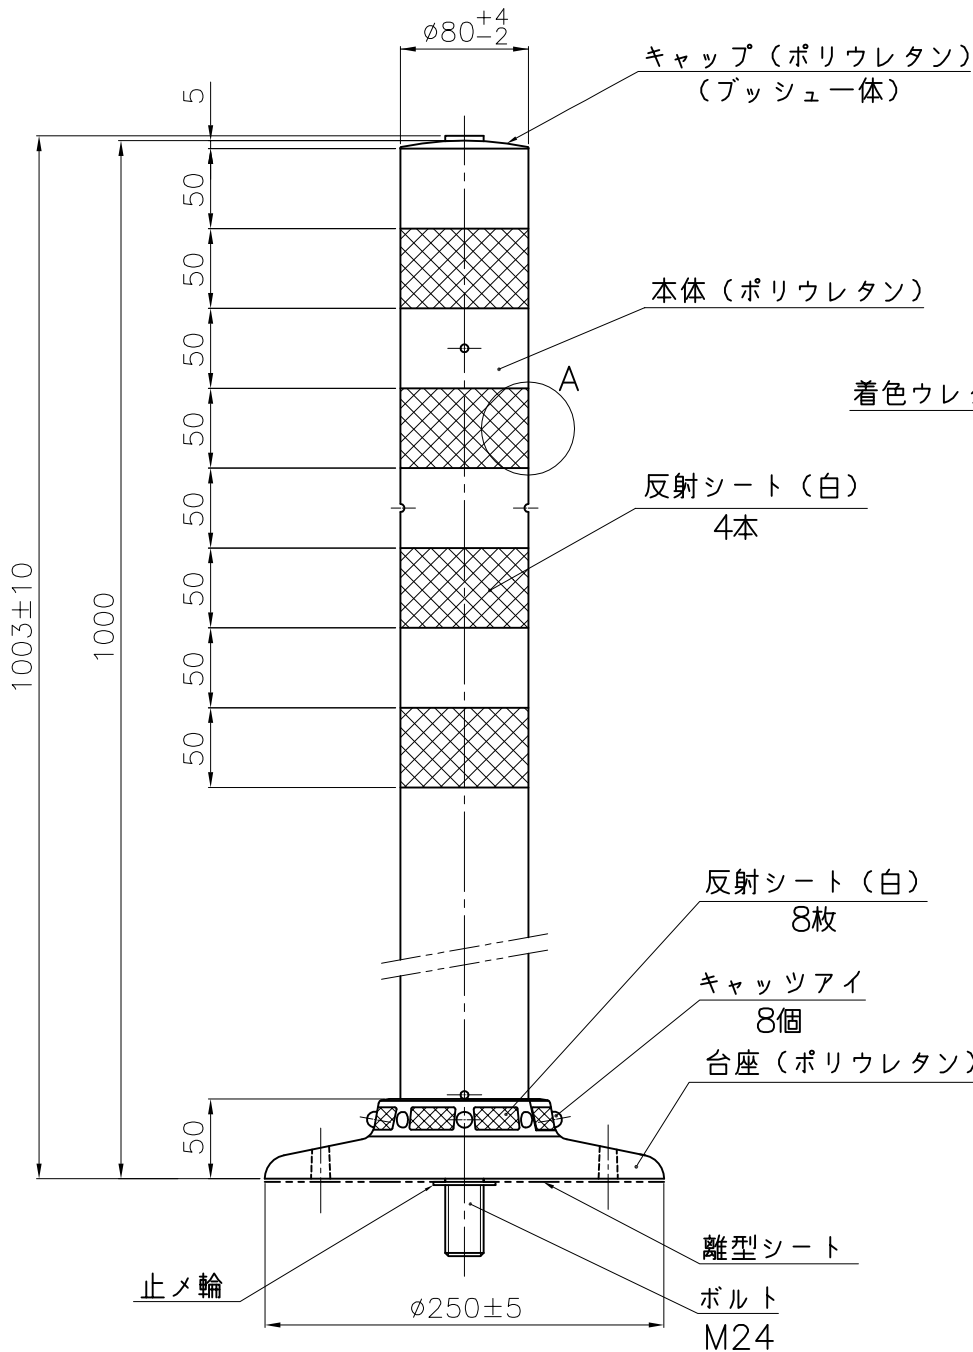 ⌀80+4-2
キャップ（ポリウレタン）
（ブッシュ一体）
5
50
50
本体（ポリウレタン）
50
A
着色ウレタ
50
反射シート（白）
4本
50
50
1003±10
1000
50
50
反射シート（白）
8枚
キャッツアイ
8個
台座（ポリウレタン）
50
離型シート
止メ輪
⌀250±5
ボルト
M24